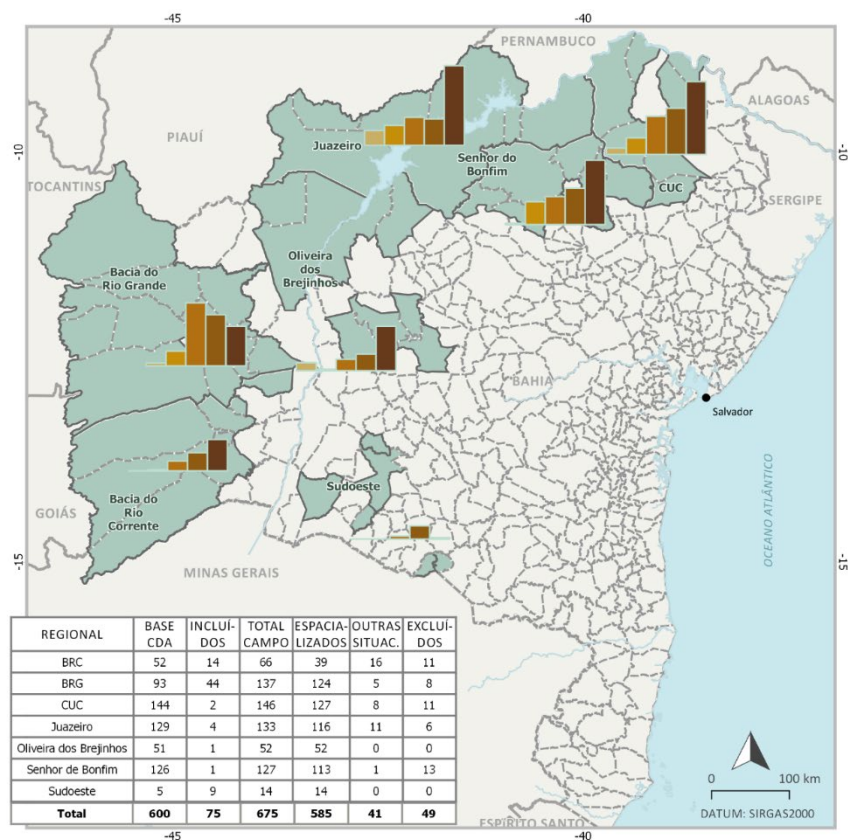 -45
-40
PERNAMBUCO
ALAGOAS
PIAUÍ
Juazeiro
-10
-10
Senhor do
Bonfim
CUC
TOCANTINS
SERGIPE
Oliveira
dos
Brejinhos
Bacia do
Rio Grande
BAHIA
Salvador
Sudoeste
Bacia do
Rio
Corrente
GOIÁS
OCEANO ATLÂNTICO
-15
-15
MINAS GERAIS
REGIONAL BASE CDA INCLUÍ-DOS TOTAL CAMPO ESPACIA-LIZADOS OUTRAS SITUAC. EXCLUÍ-DOS
BRC 52 14 66 39 16 11
BRG 93 44 137 124 5 8
CUC 144 2 146 127 8 11
Juazeiro 129 4 133 116 11 6
Oliveira dos Brejinhos 51 1 52 52 0 0
Senhor de Bonfim 126 1 127 113 1 13
Sudoeste 5 9 14 14 0 0
Total 600 75 675 585 41 49
0 100 km
DATUM: SIRGAS2000
ESPÍRITO SANTO
-45
-40